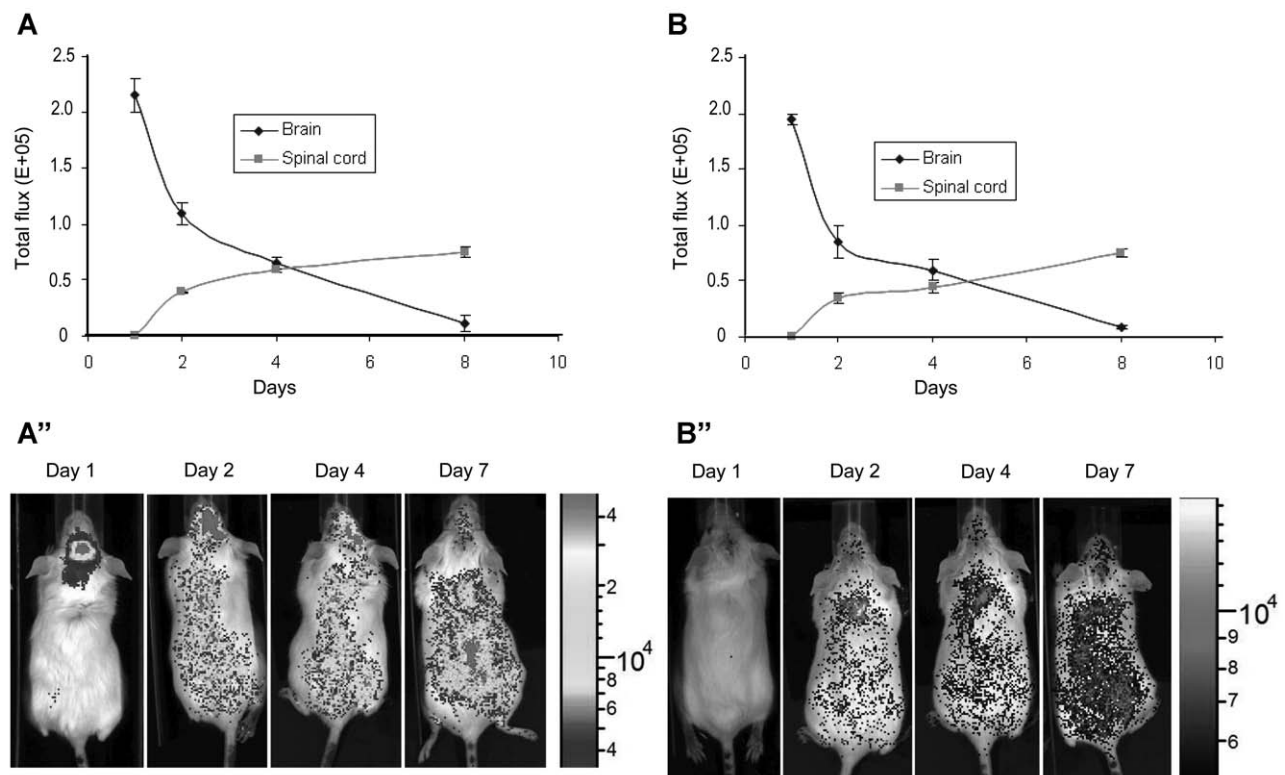 A
B
2.5
2.0
1.5
1.0
0.5
0
Total flux (E+05)
Brain
Spinal cord
0 2 4 6 8 10
Days
2.5
2.0
1.5
1.0
0.5
0
Total flux (E+05)
Brain
Spinal cord
0 2 4 6 8 10
Days
A”
Day 1 Day 2 Day 4 Day 7
4
2
10⁴
8
6
4
B”
Day 1 Day 2 Day 4 Day 7
10⁴
9
8
7
6